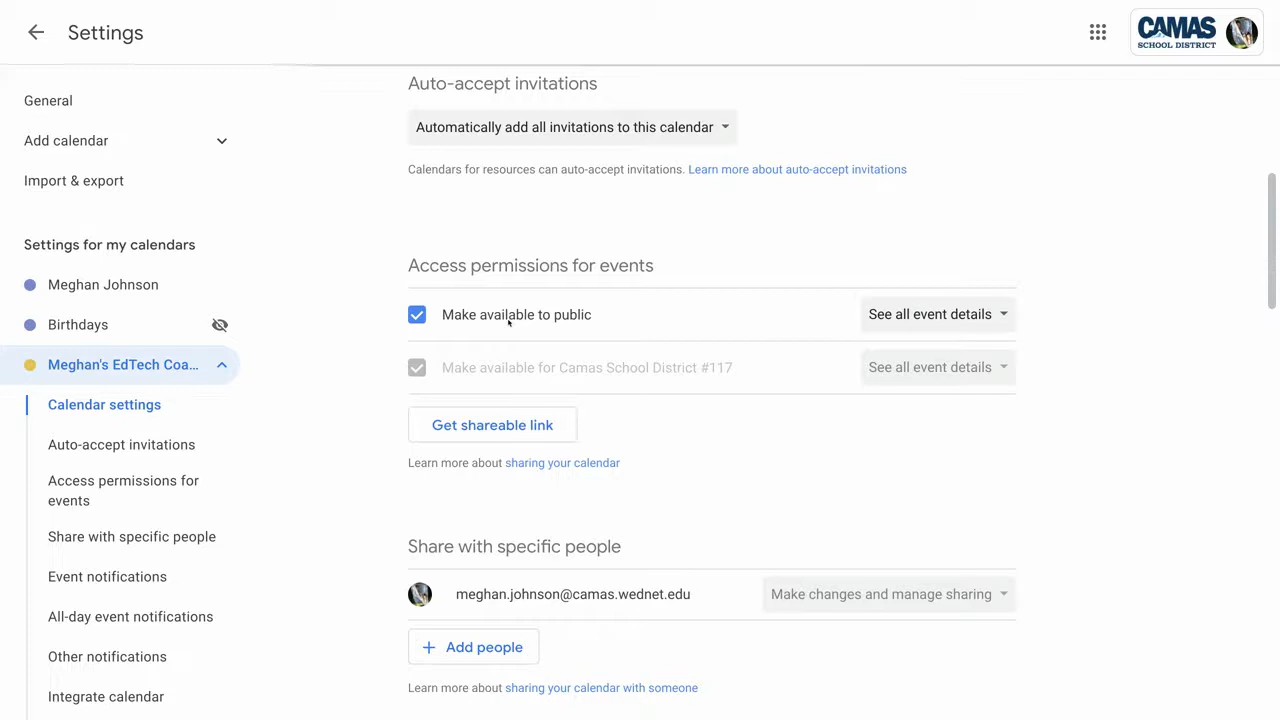 Settings
CAMAS
SCHOOL DISTRICT
General
Add calendar
Import & export
Settings for my calendars
Meghan Johnson
Birthdays
Meghan's EdTech Coa...
Calendar settings
Auto-accept invitations
Access permissions for
events
Share with specific people
Event notifications
All-day event notifications
Other notifications
Integrate calendar
Auto-accept invitations
Automatically add all invitations to this calendar
Calendars for resources can auto-accept invitations. Learn more about auto-accept invitations
Access permissions for events
Make available to public See all event details
Make available for Camas School District #117 See all event details
Get shareable link
Learn more about sharing your calendar
Share with specific people
meghan.johnson@camas.wednet.edu Make changes and manage sharing
+ Add people
Learn more about sharing your calendar with someone